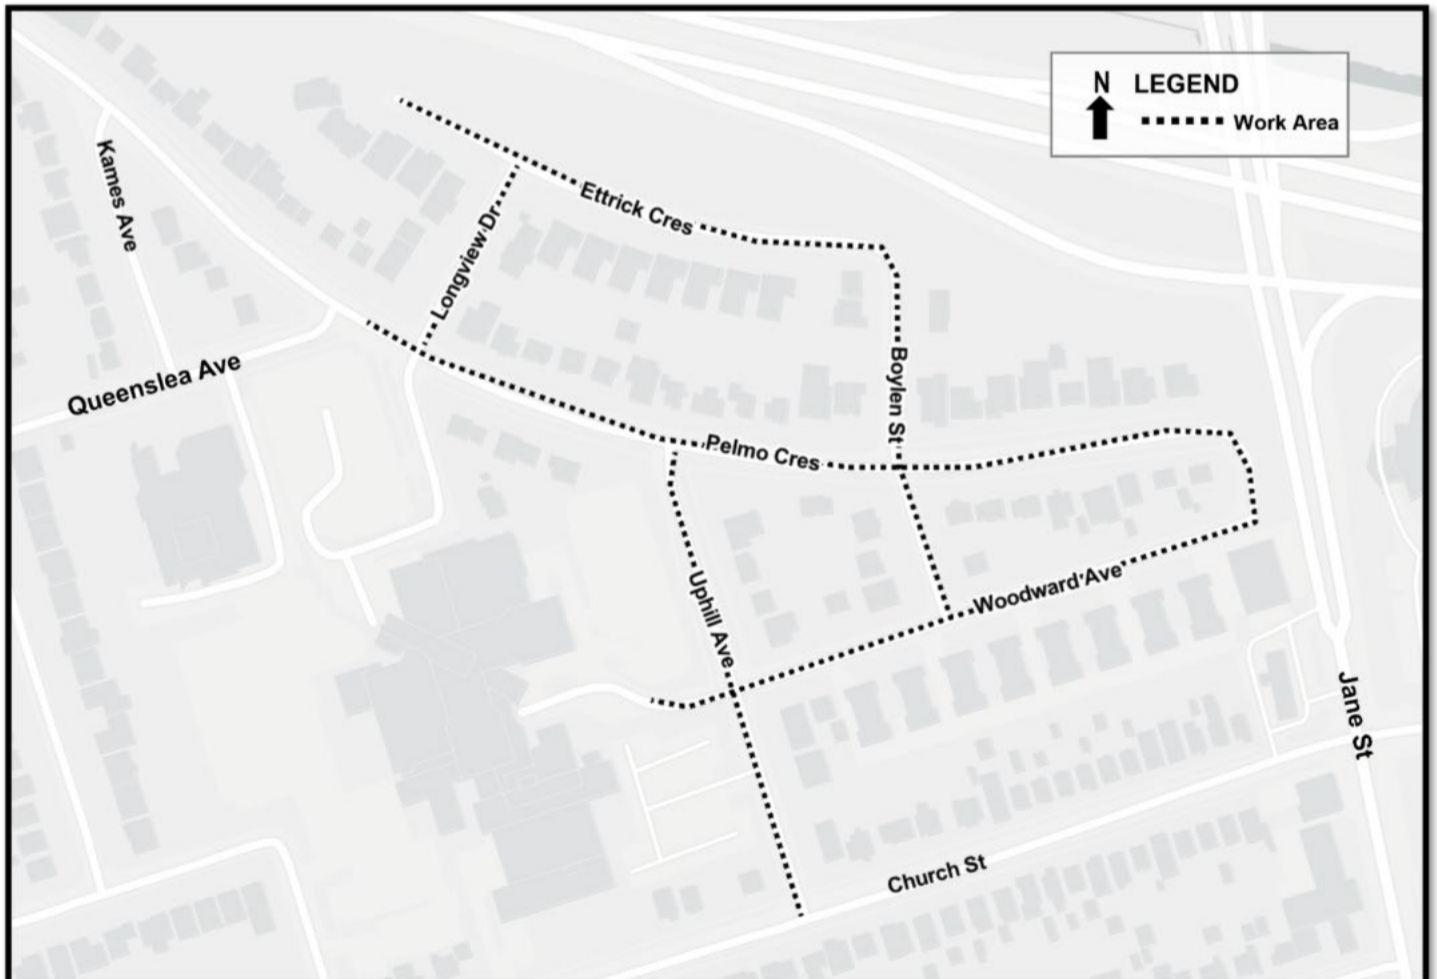 N LEGEND
Work Area
Kames Ave
Ettrick Cres
Longview Dr
Queenslea Ave
Boylen St
Pelmo Cres
Woodward Ave
Uphill Ave
Jane St
Church St